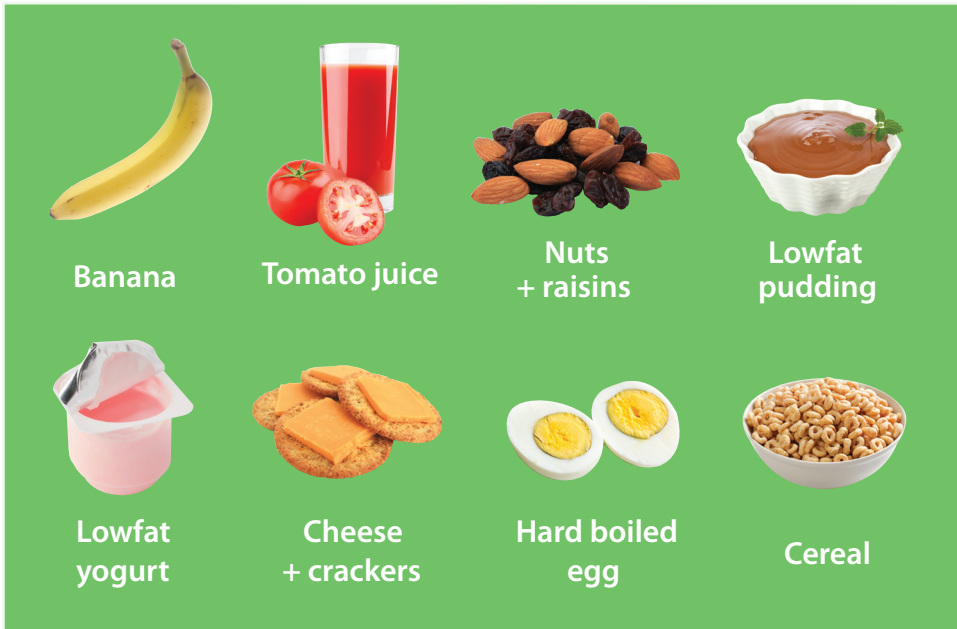 Banana
Tomato juice
Nuts
+ raisins
Lowfat
pudding
Lowfat
yogurt
Cheese
+ crackers
Hard boiled
egg
Cereal